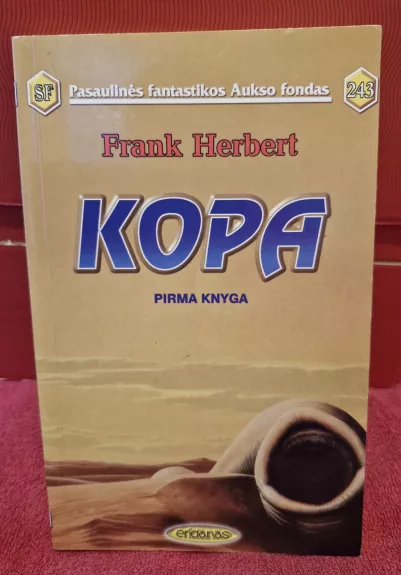 SF Pasaulinės fantastikos Aukso fondas 243
Frank Herbert
KOPA
PIRMA KNYGA
eridanas